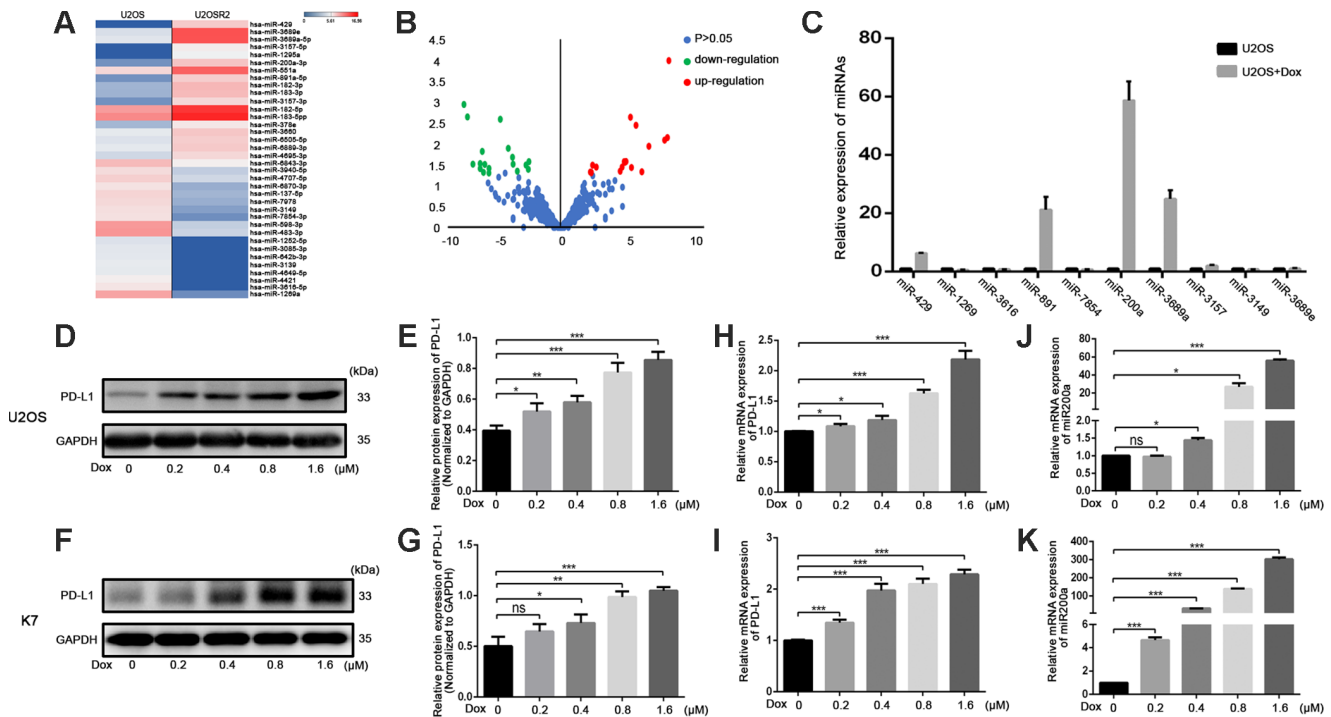 A
U2OS
U2OSR2
0
5.01
16.98
hsa-miR-429
hsa-miR-3689e
hsa-miR-3689a-5p
hsa-miR-3157-5p
hsa-miR-1295a
hsa-miR-200a-3p
hsa-miR-551a
hsa-miR-891a-5p
hsa-miR-182-3p
hsa-miR-183-3p
hsa-miR-3157-3p
hsa-miR-182-5p
hsa-miR-183-5pp
hsa-miR-378e
hsa-miR-3660
hsa-miR-6505-5p
hsa-miR-6889-3p
hsa-miR-4695-3p
hsa-miR-6843-3p
hsa-miR-3940-5p
hsa-miR-4707-5p
hsa-miR-6870-3p
hsa-miR-137-5p
hsa-miR-7978
hsa-miR-3149
hsa-miR-7854-3p
hsa-miR-598-3p
hsa-miR-483-3p
hsa-miR-1252-5p
hsa-miR-3085-3p
hsa-miR-642b-3p
hsa-miR-3139
hsa-miR-4649-5p
hsa-miR-4421
hsa-miR-3616-5p
hsa-miR-1269a
B
4.5
4
3.5
3
2.5
2
1.5
1
0.5
0
-10
-5
0
5
10
P>0.05
down-regulation
up-regulation
C
Relative expression of miRNAs
80
60
40
20
0
U2OS
U2OS+Dox
miR-429
miR-1269
miR-3616
miR-891
miR-7854
miR-200a
miR-3689a
miR-3157
miR-3149
miR-3689e
U2OS
D
(kDa)
PD-L1
33
GAPDH
35
Dox 0 0.2 0.4 0.8 1.6 (μM)
E
Relative protein expression of PD-L1
(Normalized to GAPDH)
1.0
0.8
0.6
0.4
0.2
0.0
***
***
**
*
Dox 0 0.2 0.4 0.8 1.6 (μM)
H
Relative mRNA expression
of PD-L1
2.5
2.0
1.5
1.0
0.5
0.0
***
***
*
*
Dox 0 0.2 0.4 0.8 1.6 (μM)
J
Relative mRNA expression
of miR200a
80
60
40
20
2.0
1.5
1.0
0.5
0.0
***
*
*
ns
Dox 0 0.2 0.4 0.8 1.6 (μM)
K7
F
(kDa)
PD-L1
33
GAPDH
35
Dox 0 0.2 0.4 0.8 1.6 (μM)
G
Relative protein expression of PD-L1
(Normalized to GAPDH)
1.5
1.0
0.5
0.0
***
**
*
ns
Dox 0 0.2 0.4 0.8 1.6 (μM)
I
Relative mRNA expression
of PD-L1
3
2
1
0
***
***
***
***
Dox 0 0.2 0.4 0.8 1.6 (μM)
K
Relative mRNA expression
of miR200a
400
300
200
100
0
6
4
2
0
***
***
***
***
Dox 0 0.2 0.4 0.8 1.6 (μM)